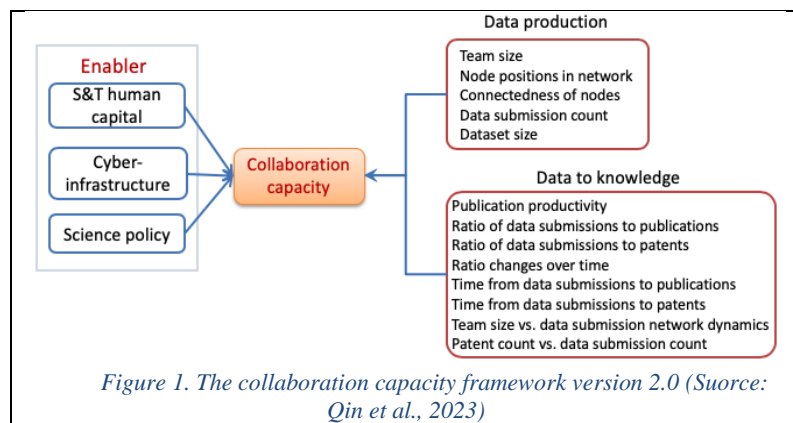 Data production
Enabler
S&T human
capital
Cyber-
infrastructure
Science policy
Collaboration
capacity
Team size
Node positions in network
Connectedness of nodes
Data submission count
Dataset size
Data to knowledge
Publication productivity
Ratio of data submissions to publications
Ratio of data submissions to patents
Ratio changes over time
Time from data submissions to publications
Time from data submissions to patents
Team size vs. data submission network dynamics
Patent count vs. data submission count
Figure 1. The collaboration capacity framework version 2.0 (Suorce:
Qin et al., 2023)